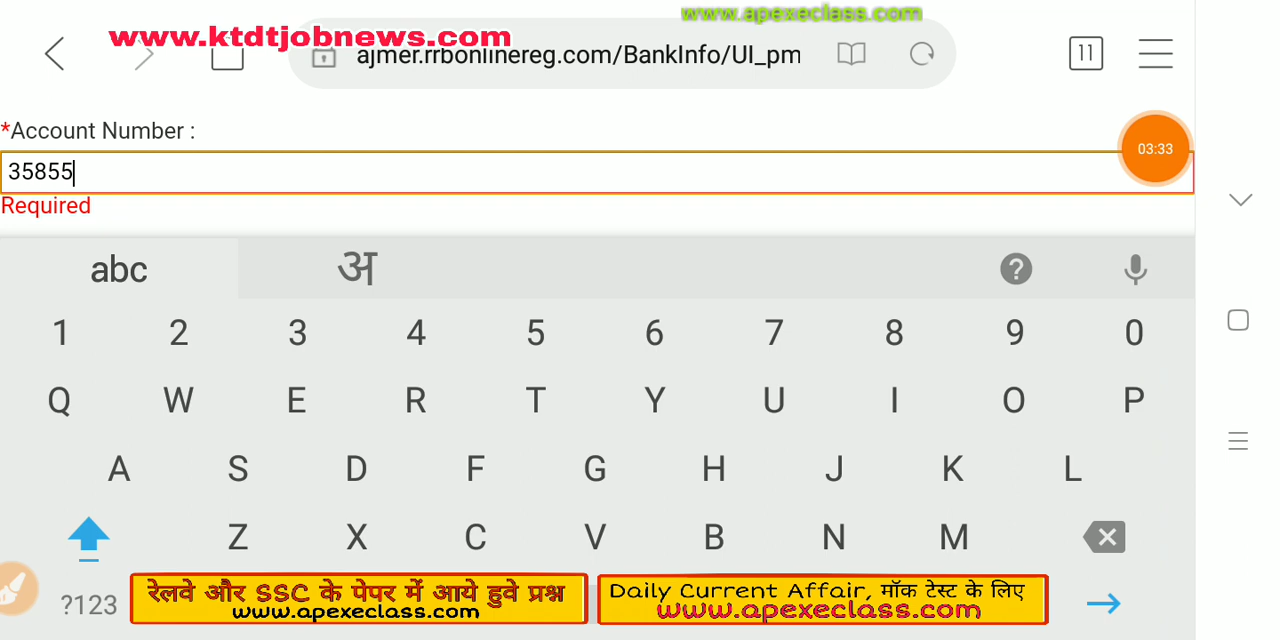 www.apexeclass.com
www.ktdtjobnews.com
ajmer.rrbonlinereg.com/BankInfo/UI_pm
11
*Account Number :
03:33
35855
Required
abc अ ?
1 2 3 4 5 6 7 8 9 0
Q W E R T Y U I O P
A S D F G H J K L
Z X C V B N M
?123
रेलवे और SSC के पेपर में आये हुवे प्रश्न
www.apexeclass.com
Daily Current Affair, मॉक टेस्ट के लिए
www.apexeclass.com